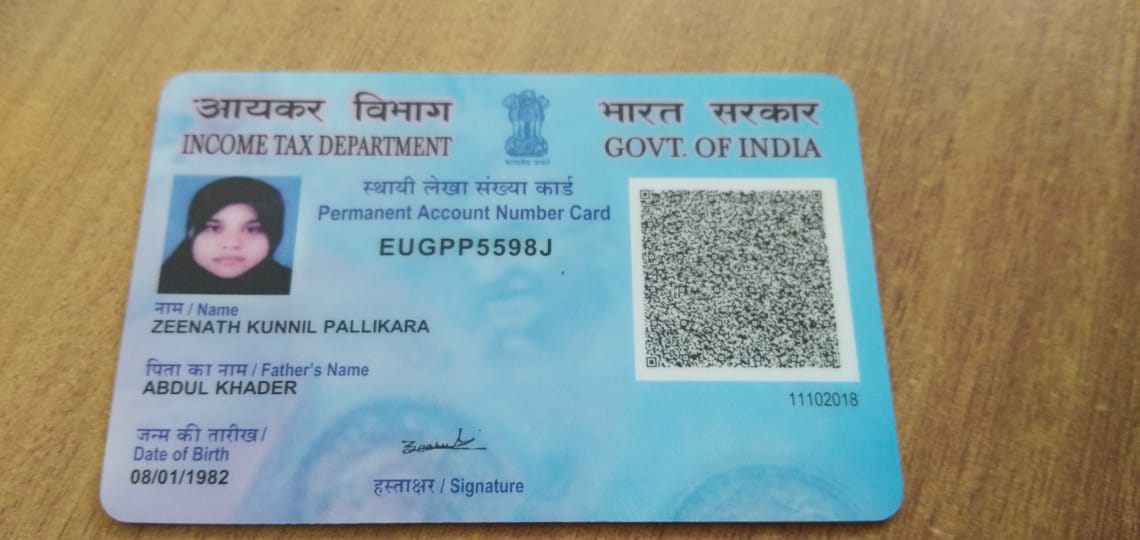 आयकर विभाग
भारत सरकार
INCOME TAX DEPARTMENT
GOVT. OF INDIA
सत्यमेव जयते
स्थायी लेखा संख्या कार्ड
Permanent Account Number Card
EUGPP5598J
नाम / Name
ZEENATH KUNNIL PALLIKARA
पिता का नाम / Father's Name
ABDUL KHADER
11102018
जन्म की तारीख /
Date of Birth
08/01/1982
हस्ताक्षर / Signature